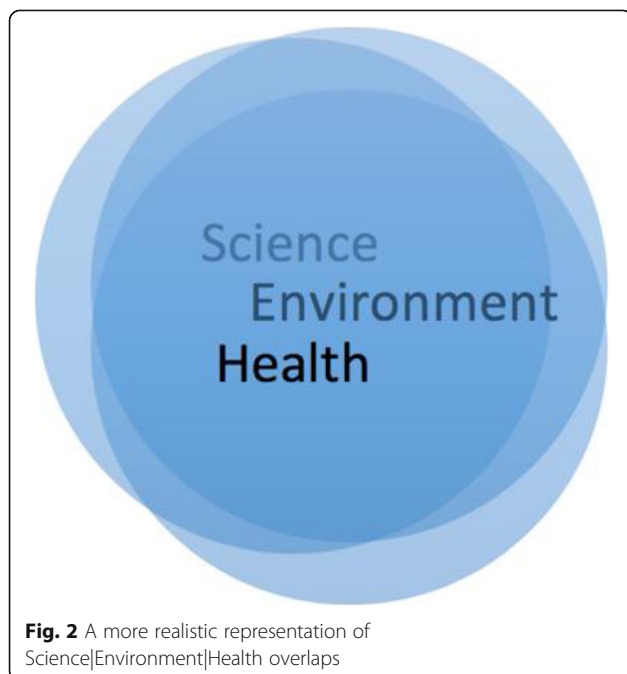 Science
Environment
Health
Fig. 2 A more realistic representation of
Science|Environment|Health overlaps